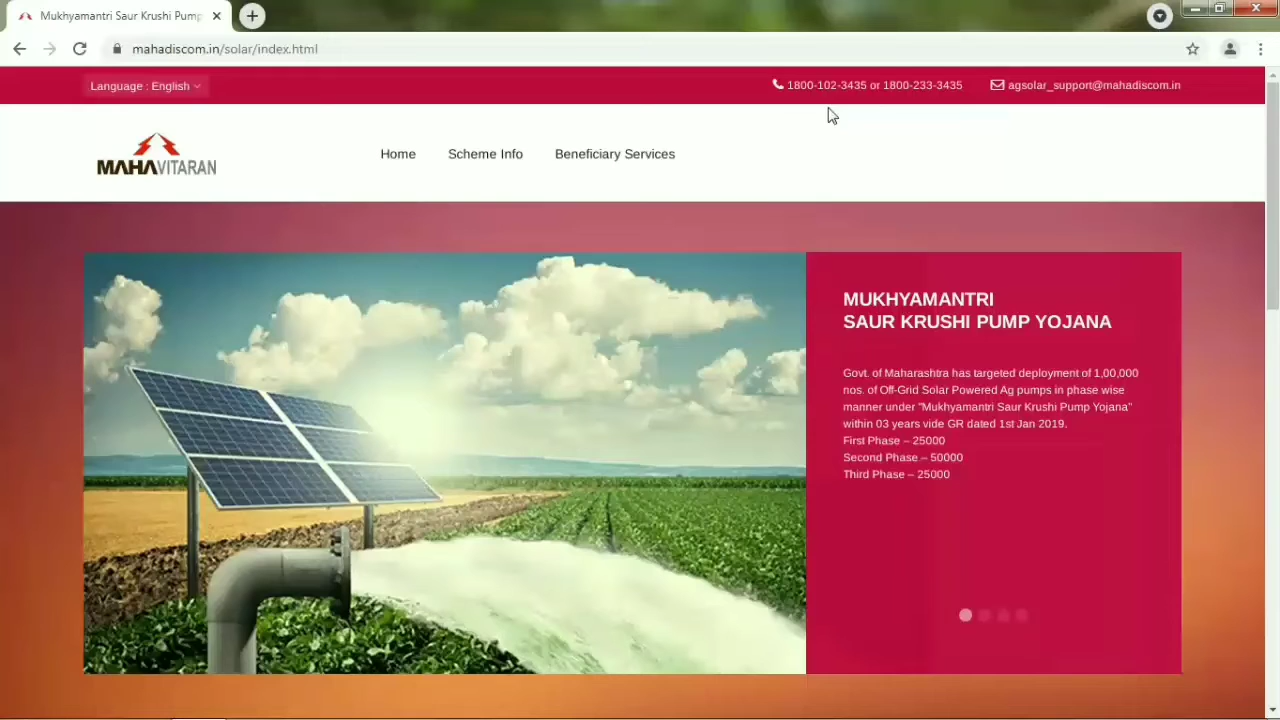 Mukhyamantri Saur Krushi Pump
mahadiscom.in/solar/index.html
Language : English
1800-102-3435 or 1800-233-3435
agsolar_support@mahadiscom.in
MAHAVITARAN
Home
Scheme Info
Beneficiary Services
MUKHYAMANTRI
SAUR KRUSHI PUMP YOJANA
Govt. of Maharashtra has targeted deployment of 1,00,000
nos. of Off-Grid Solar Powered Ag pumps in phase wise
manner under "Mukhyamantri Saur Krushi Pump Yojana"
within 03 years vide GR dated 1st Jan 2019.
First Phase – 25000
Second Phase – 50000
Third Phase – 25000